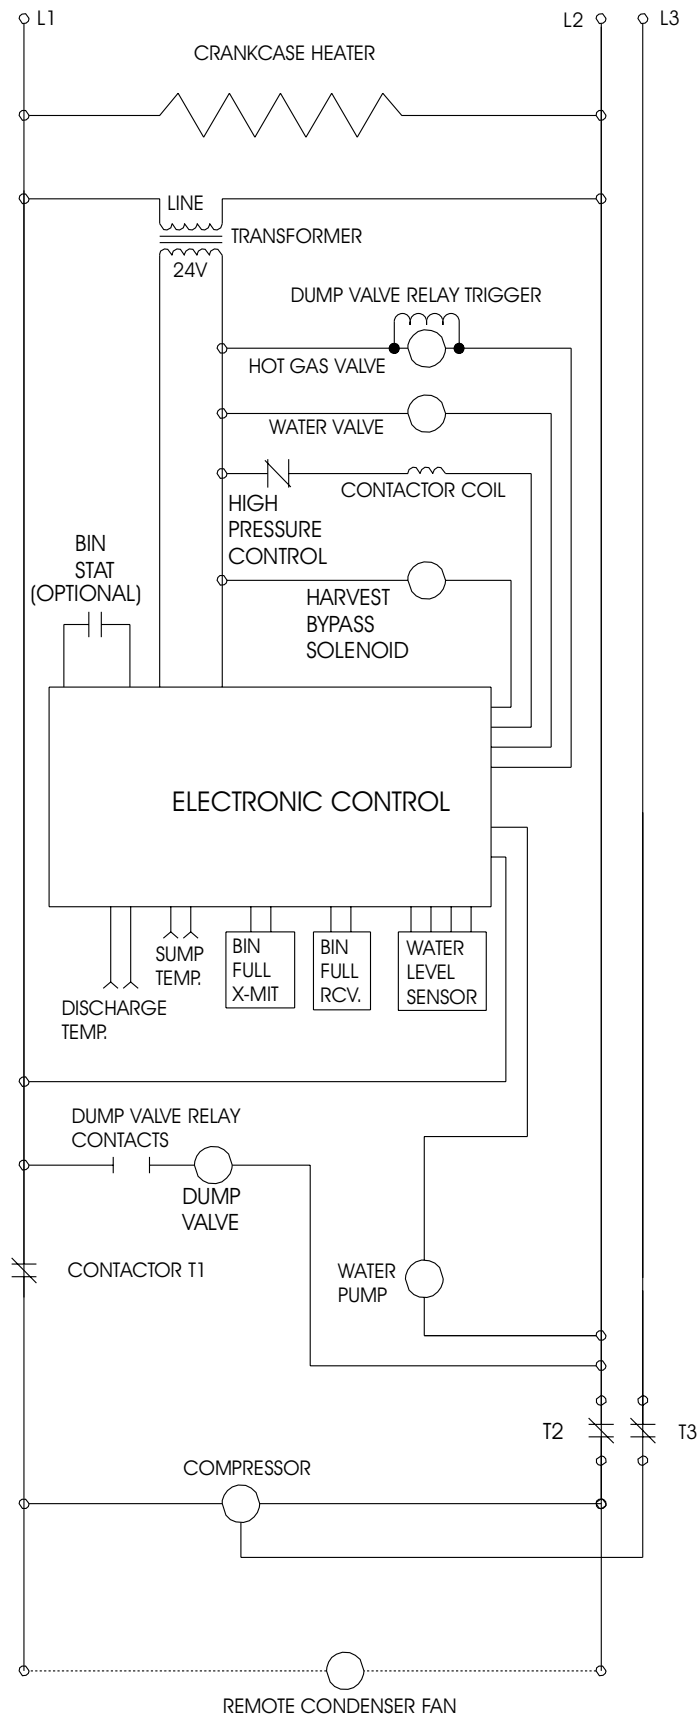 L1
L2
L3
CRANKCASE HEATER
LINE
TRANSFORMER
24V
DUMP VALVE RELAY TRIGGER
HOT GAS VALVE
WATER VALVE
CONTACTOR COIL
HIGH
PRESSURE
CONTROL
BIN
STAT
(OPTIONAL)
HARVEST
BYPASS
SOLENOID
ELECTRONIC CONTROL
DISCHARGE
TEMP.
SUMP
TEMP.
BIN
FULL
X-MIT
BIN
FULL
RCV.
WATER
LEVEL
SENSOR
DUMP VALVE RELAY
CONTACTS
DUMP
VALVE
CONTACTOR T1
WATER
PUMP
T2
T3
COMPRESSOR
REMOTE CONDENSER FAN